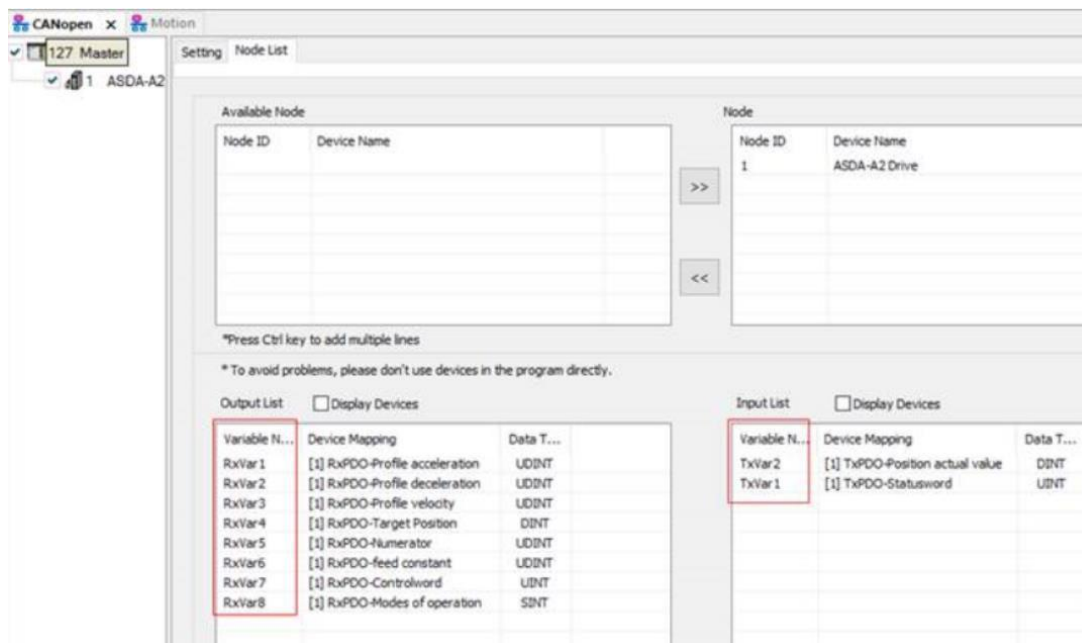 CANopen x Motion
127 Master
1 ASDA-A2
Setting Node List
Available Node
Node ID Device Name
>>
<<
*Press Ctrl key to add multiple lines
Node
Node ID Device Name
1 ASDA-A2 Drive
* To avoid problems, please don't use devices in the program directly.
Output List Display Devices
Variable N... Device Mapping Data T...
RxVar1 [1] RxPDO-Profile acceleration UDINT
RxVar2 [1] RxPDO-Profile deceleration UDINT
RxVar3 [1] RxPDO-Profile velocity UDINT
RxVar4 [1] RxPDO-Target Position DINT
RxVar5 [1] RxPDO-Numerator UDINT
RxVar6 [1] RxPDO-feed constant UDINT
RxVar7 [1] RxPDO-Controlword UINT
RxVar8 [1] RxPDO-Modes of operation SINT
Input List Display Devices
Variable N... Device Mapping Data T...
TxVar2 [1] TxPDO-Position actual value DINT
TxVar1 [1] TxPDO-Statusword UINT